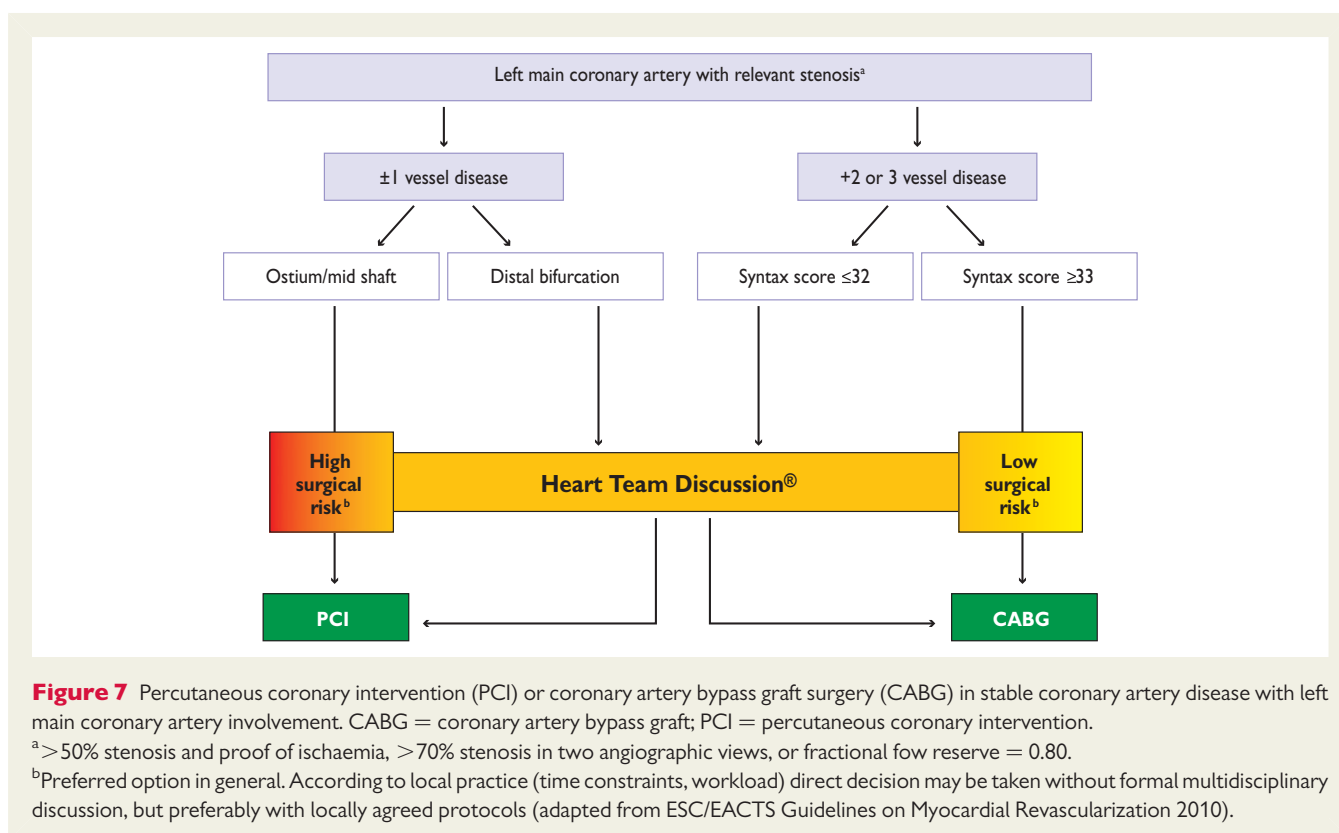 Left main coronary artery with relevant stenosisᵃ
±1 vessel disease
+2 or 3 vessel disease
Ostium/mid shaft
Distal bifurcation
Syntax score ≤32
Syntax score ≥33
High
surgical
riskᵇ
Heart Team Discussion®
Low
surgical
riskᵇ
PCI
CABG
Figure 7 Percutaneous coronary intervention (PCI) or coronary artery bypass graft surgery (CABG) in stable coronary artery disease with left
main coronary artery involvement. CABG = coronary artery bypass graft; PCI = percutaneous coronary intervention.
ᵃ>50% stenosis and proof of ischaemia, >70% stenosis in two angiographic views, or fractional fow reserve = 0.80.
ᵇPreferred option in general. According to local practice (time constraints, workload) direct decision may be taken without formal multidisciplinary
discussion, but preferably with locally agreed protocols (adapted from ESC/EACTS Guidelines on Myocardial Revascularization 2010).